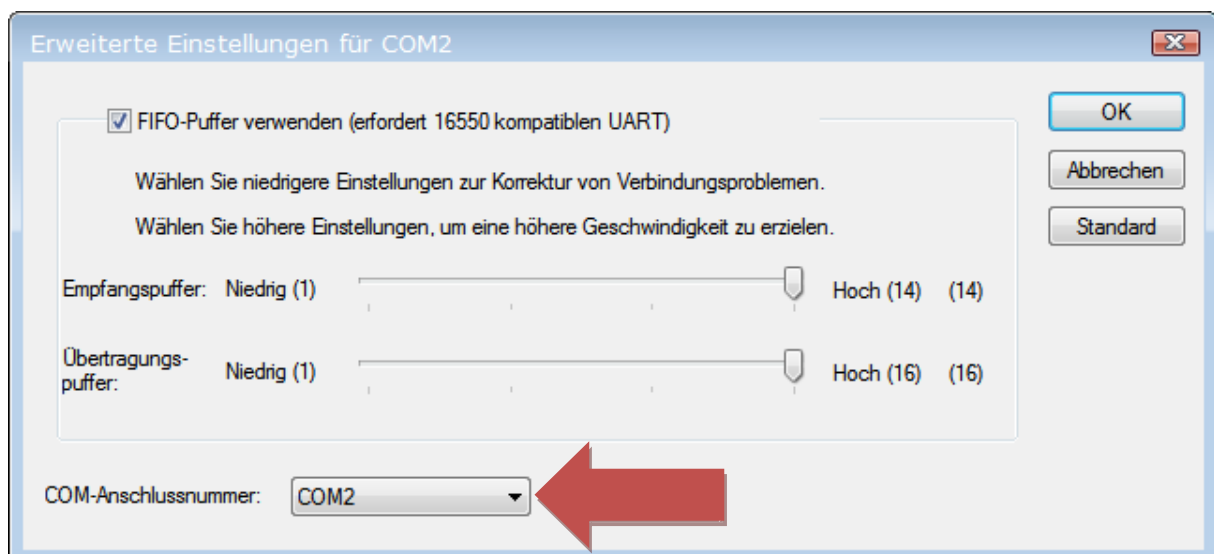 Erweiterte Einstellungen für COM2
FIFO-Puffer verwenden (erfordert 16550 kompatiblen UART)
OK
Wählen Sie niedrigere Einstellungen zur Korrektur von Verbindungsproblemen.
Abbrechen
Wählen Sie höhere Einstellungen, um eine höhere Geschwindigkeit zu erzielen.
Standard
Empfangspuffer: Niedrig (1) Hoch (14) (14)
Übertragungs-
puffer: Niedrig (1) Hoch (16) (16)
COM-Anschlussnummer: COM2